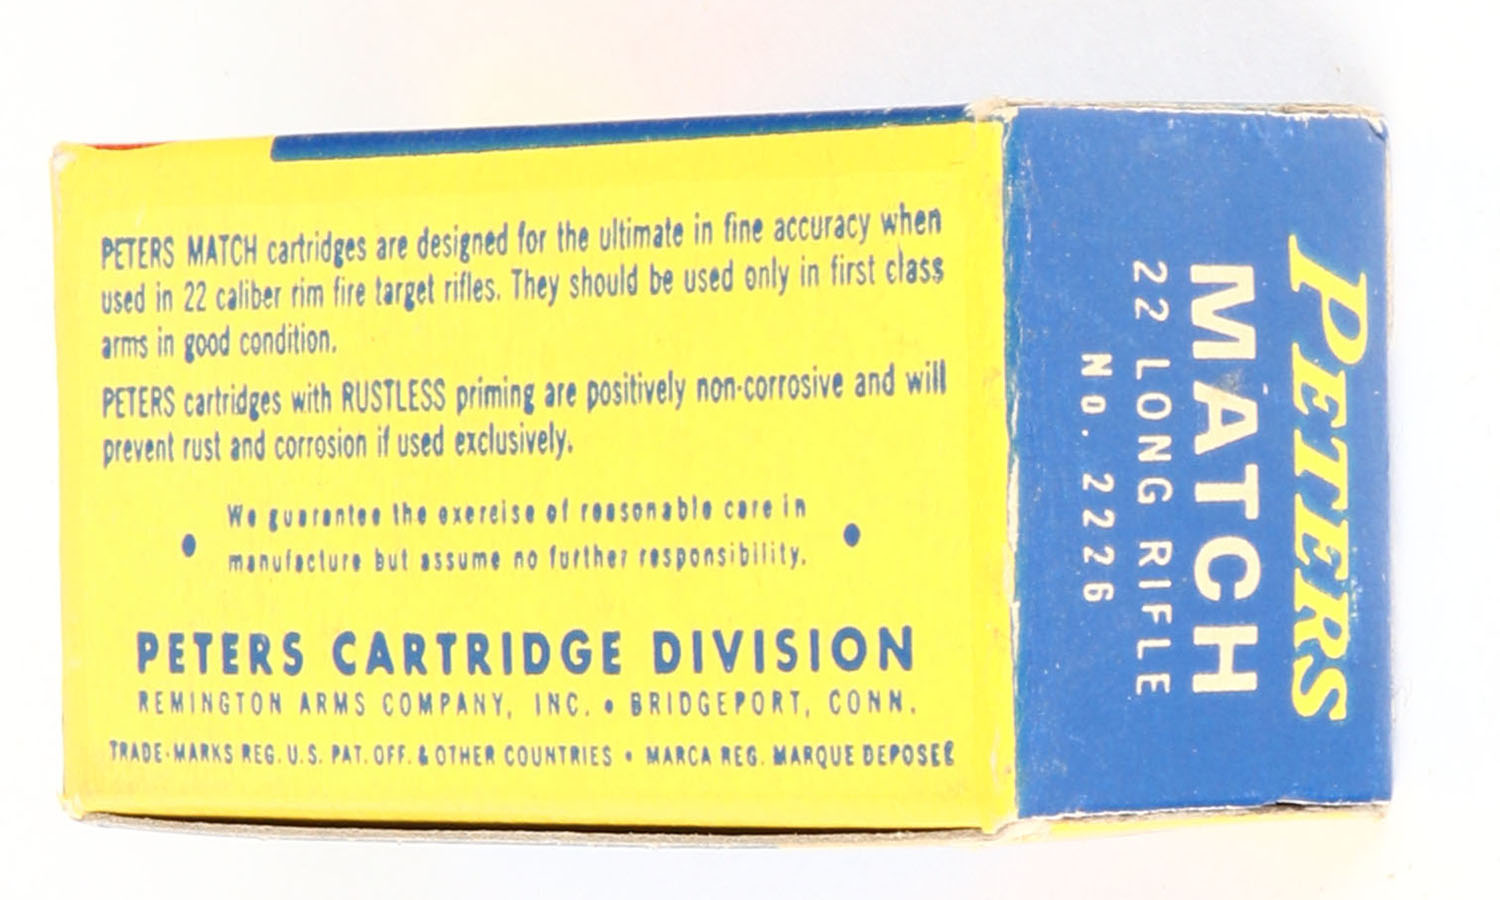 PETERS MATCH cartridges are designed for the ultimate in fine accuracy when
used in 22 caliber rim fire target rifles. They should be used only in first class
arms in good condition.
PETERS cartridges with RUSTLESS priming are positively non-corrosive and will
prevent rust and corrosion if used exclusively.
We guarantee the exercise of reasonable care in
manufacture but assume no further responsibility.
PETERS CARTRIDGE DIVISION
REMINGTON ARMS COMPANY, INC. • BRIDGEPORT, CONN.
TRADE-MARKS REG. U.S. PAT. OFF. & OTHER COUNTRIES • MARCA REG. MARQUE DEPOSEE
PETERS
MATCH
22 LONG RIFLE
NO. 2226